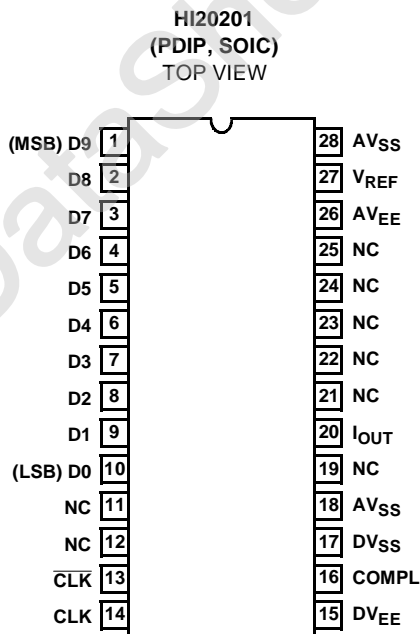 HI20201
(PDIP, SOIC)
TOP VIEW
(MSB) D9 1 28 AVSS
D8 2 27 VREF
D7 3 26 AVEE
D6 4 25 NC
D5 5 24 NC
D4 6 23 NC
D3 7 22 NC
D2 8 21 NC
D1 9 20 IOUT
(LSB) D0 10 19 NC
NC 11 18 AVSS
NC 12 17 DVSS
C̅L̅K̅ 13 16 COMPL
CLK 14 15 DVEE